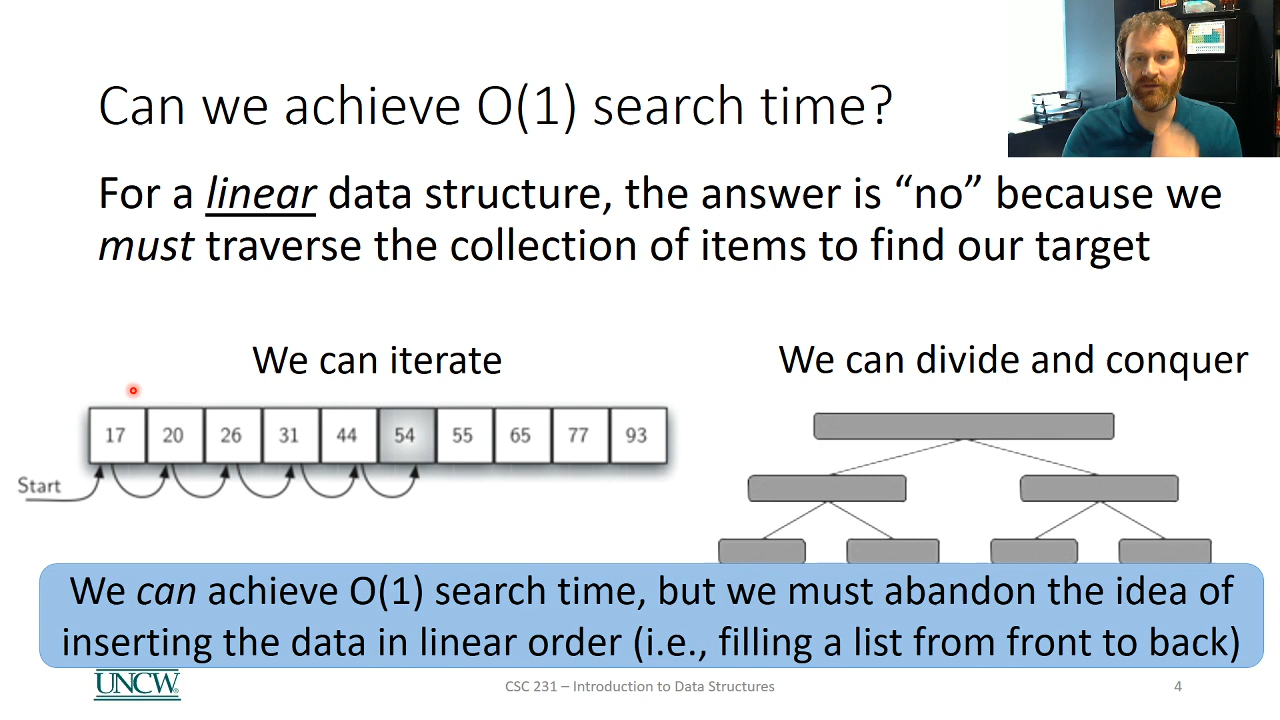 Can we achieve O(1) search time?
For a linear data structure, the answer is “no” because we
must traverse the collection of items to find our target
We can iterate
We can divide and conquer
17 20 26 31 44 54 55 65 77 93
Start
We can achieve O(1) search time, but we must abandon the idea of
inserting the data in linear order (i.e., filling a list from front to back)
UNCW
CSC 231 – Introduction to Data Structures
4